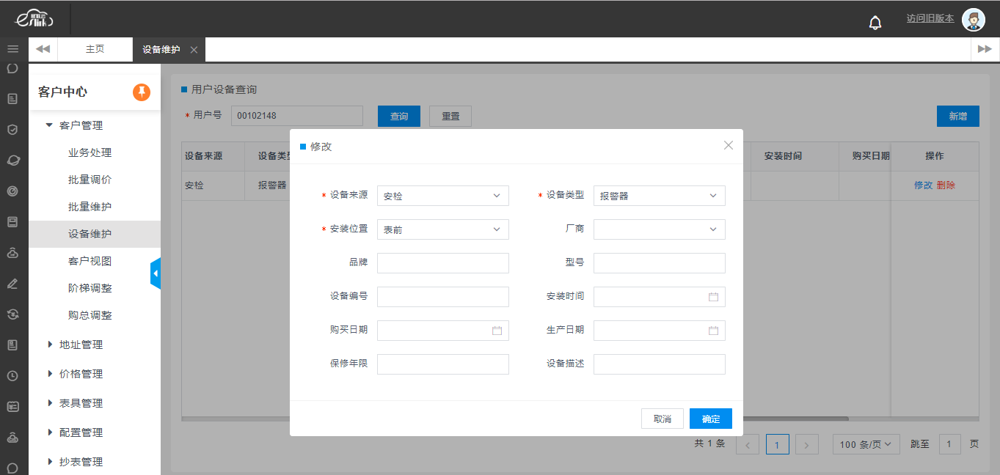 访问旧版本
主页
设备维护
客户中心
客户管理
业务处理
批量调价
批量维护
设备维护
客户视图
阶梯调整
购总调整
地址管理
价格管理
表具管理
配置管理
抄表管理
用户设备查询
* 用户号 00102148 查询 重置 新增
设备来源 设备类型 安装时间 购买日期 操作
安检 报警器 修改 删除
修改
* 设备来源 安检 * 设备类型 报警器
* 安装位置 表前 厂商
品牌 型号
设备编号 安装时间
购买日期 生产日期
保修年限 设备描述
取消 确定
共 1 条 1 100 条/页 跳至 1 页